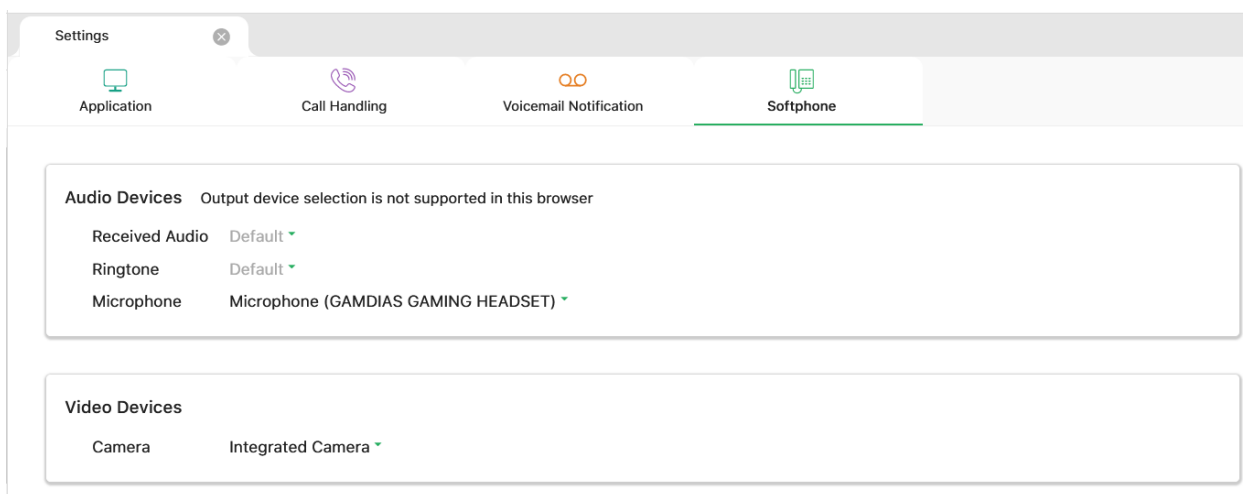 Settings
Application Call Handling Voicemail Notification Softphone
Audio Devices Output device selection is not supported in this browser
Received Audio Default
Ringtone Default
Microphone Microphone (GAMDIAS GAMING HEADSET)
Video Devices
Camera Integrated Camera